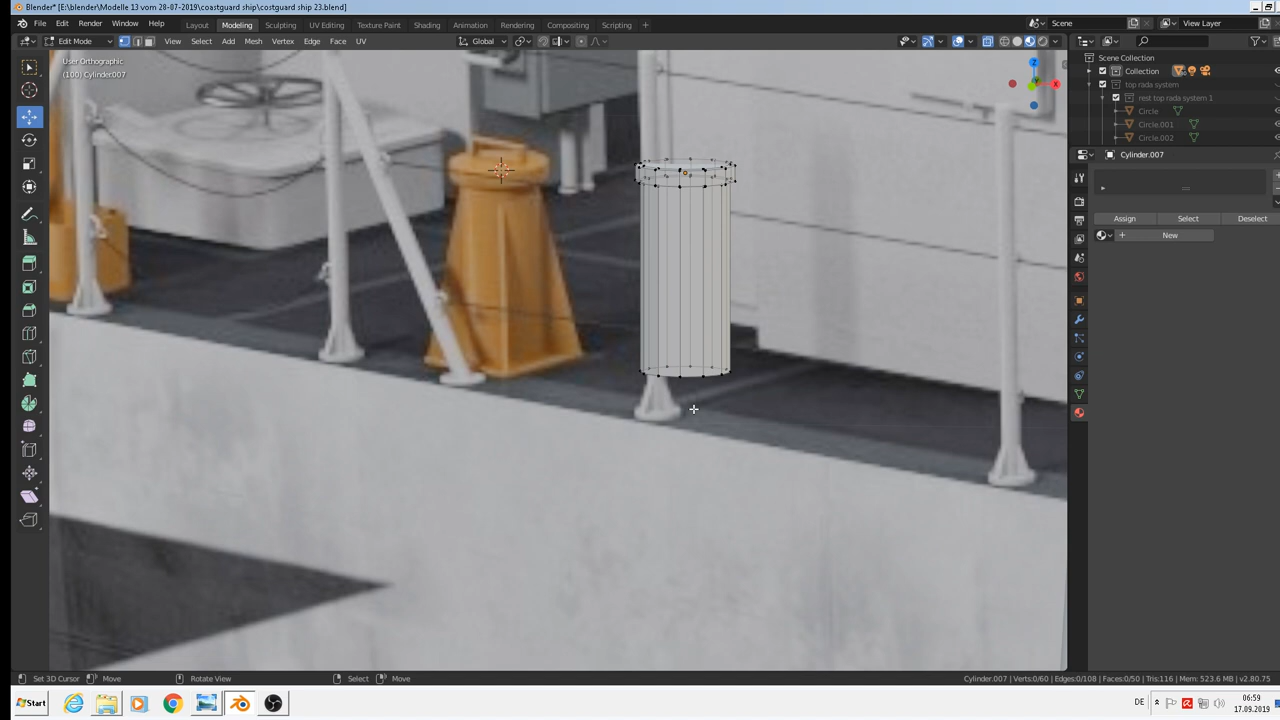 Blender* [E:\blender\Modelle 13 vom 28-07-2019\coastguard ship\costguard ship 23.blend]
File Edit Render Window Help Layout Modeling Sculpting UV Editing Texture Paint Shading Animation Rendering Compositing Scripting Scene View Layer
Edit Mode View Select Add Mesh Vertex Edge Face UV Global
User Orthographic
(100) Cylinder.007
Z
X
Y
Scene Collection
Collection
top rada system
rest top rada system 1
Circle
Circle.001
Circle.002
Cylinder.007
Assign Select Deselect
+ New
Set 3D Cursor Move Rotate View Select Move Cylinder.007 | Verts:0/60 | Edges:0/108 | Faces:0/50 | Tris:116 | Mem: 523.6 MB | v2.80.75
Start DE 06:59
17.09.2019